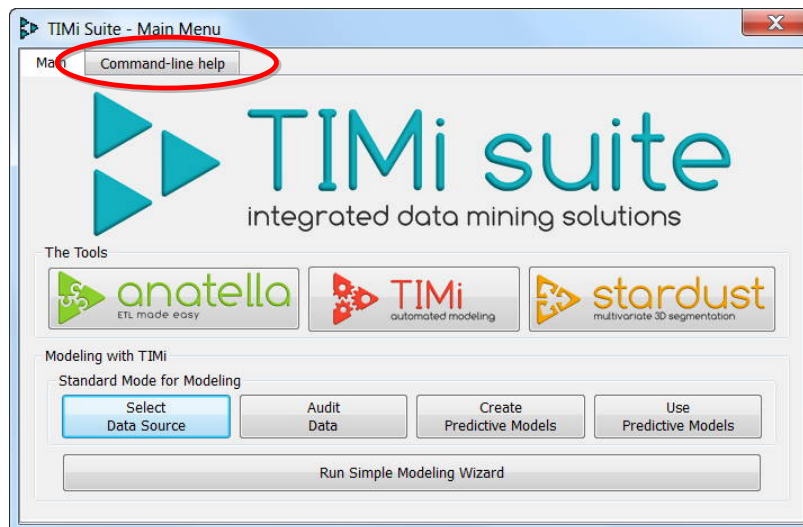 TIMi Suite - Main Menu
X
Main
Command-line help
TIMi suite
integrated data mining solutions
The Tools
anatella
ETL made easy
TIMi
automated modeling
stardust
multivariate 3D segmentation
Modeling with TIMi
Standard Mode for Modeling
Select
Data Source
Audit
Data
Create
Predictive Models
Use
Predictive Models
Run Simple Modeling Wizard